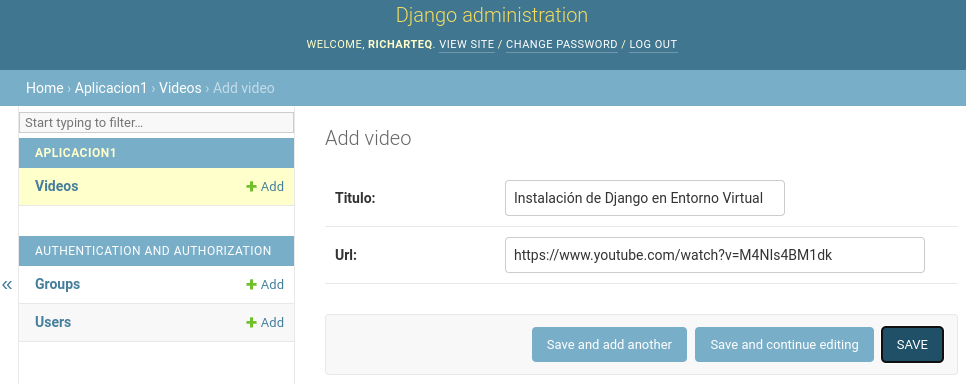 Django administration
WELCOME, RICHARTEQ. VIEW SITE / CHANGE PASSWORD / LOG OUT
Home › Aplicacion1 › Videos › Add video
Start typing to filter...
APLICACION1
Videos + Add
AUTHENTICATION AND AUTHORIZATION
Groups + Add
Users + Add
«
Add video
Titulo: Instalación de Django en Entorno Virtual
Url: https://www.youtube.com/watch?v=M4NIs4BM1dk
Save and add another Save and continue editing SAVE